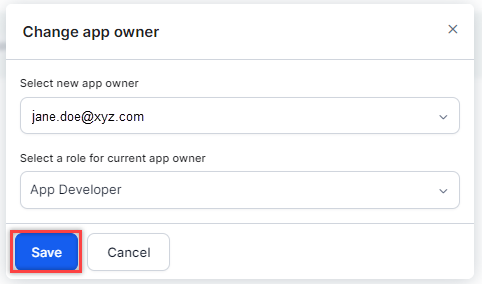 Change app owner
Select new app owner
jane.doe@xyz.com
Select a role for current app owner
App Developer
Save Cancel